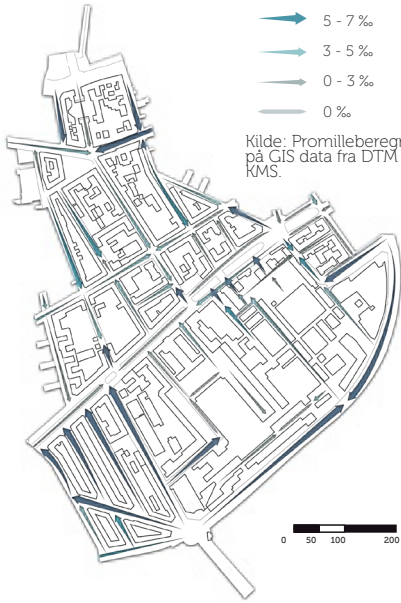 5 - 7 ‰
3 - 5 ‰
0 - 3 ‰
0 ‰
Kilde: Promilleberegn
på GIS data fra DTM
KMS.
0 50 100 200